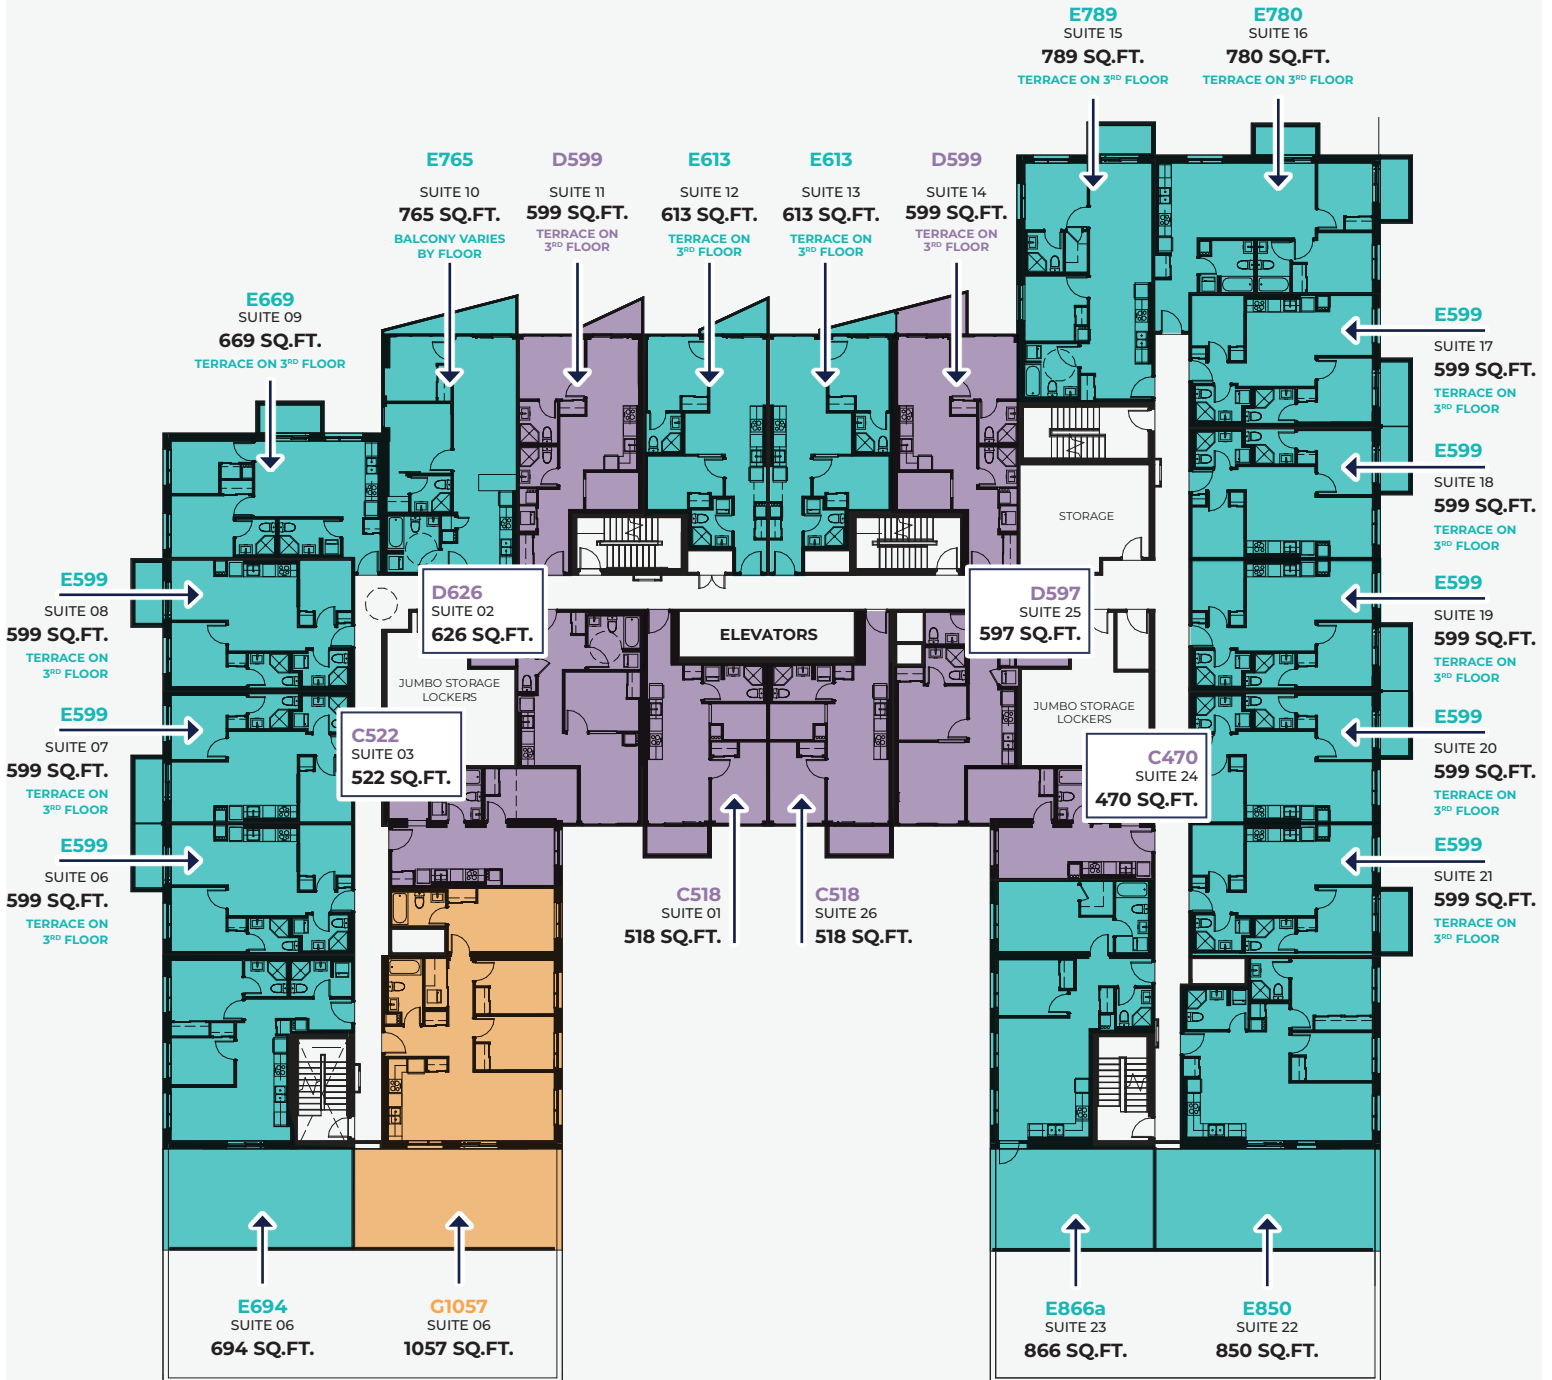 E789
SUITE 15
789 SQ.FT.
TERRACE ON 3RD FLOOR
E780
SUITE 16
780 SQ.FT.
TERRACE ON 3RD FLOOR
E765
SUITE 10
765 SQ.FT.
BALCONY VARIES
BY FLOOR
D599
SUITE 11
599 SQ.FT.
TERRACE ON
3RD FLOOR
E613
SUITE 12
613 SQ.FT.
TERRACE ON
3RD FLOOR
E613
SUITE 13
613 SQ.FT.
TERRACE ON
3RD FLOOR
D599
SUITE 14
599 SQ.FT.
TERRACE ON
3RD FLOOR
E669
SUITE 09
669 SQ.FT.
TERRACE ON 3RD FLOOR
E599
SUITE 17
599 SQ.FT.
TERRACE ON
3RD FLOOR
E599
SUITE 18
599 SQ.FT.
TERRACE ON
3RD FLOOR
STORAGE
E599
SUITE 08
599 SQ.FT.
TERRACE ON
3RD FLOOR
D626
SUITE 02
626 SQ.FT.
ELEVATORS
D597
SUITE 25
597 SQ.FT.
E599
SUITE 19
599 SQ.FT.
TERRACE ON
3RD FLOOR
JUMBO STORAGE
LOCKERS
JUMBO STORAGE
LOCKERS
E599
SUITE 07
599 SQ.FT.
TERRACE ON
3RD FLOOR
C522
SUITE 03
522 SQ.FT.
C470
SUITE 24
470 SQ.FT.
E599
SUITE 20
599 SQ.FT.
TERRACE ON
3RD FLOOR
E599
SUITE 06
599 SQ.FT.
TERRACE ON
3RD FLOOR
C518
SUITE 01
518 SQ.FT.
C518
SUITE 26
518 SQ.FT.
E599
SUITE 21
599 SQ.FT.
TERRACE ON
3RD FLOOR
E694
SUITE 06
694 SQ.FT.
G1057
SUITE 06
1057 SQ.FT.
E866a
SUITE 23
866 SQ.FT.
E850
SUITE 22
850 SQ.FT.